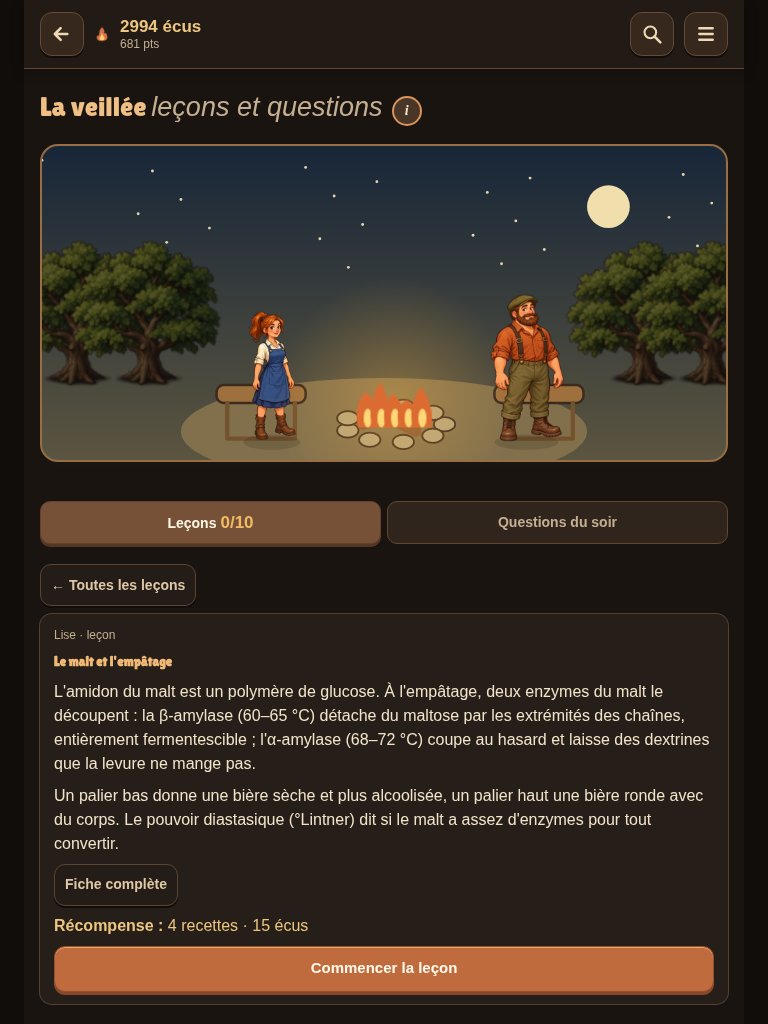 2994 écus
681 pts
La veillée leçons et questions i
Leçons 0/10
Questions du soir
← Toutes les leçons
Lise · leçon
Le malt et l'empâtage
L'amidon du malt est un polymère de glucose. À l'empâtage, deux enzymes du malt le
découpent : la β-amylase (60–65 °C) détache du maltose par les extrémités des chaînes,
entièrement fermentescible ; l'α-amylase (68–72 °C) coupe au hasard et laisse des dextrines
que la levure ne mange pas.
Un palier bas donne une bière sèche et plus alcoolisée, un palier haut une bière ronde avec
du corps. Le pouvoir diastasique (°Lintner) dit si le malt a assez d'enzymes pour tout
convertir.
Fiche complète
Récompense : 4 recettes · 15 écus
Commencer la leçon